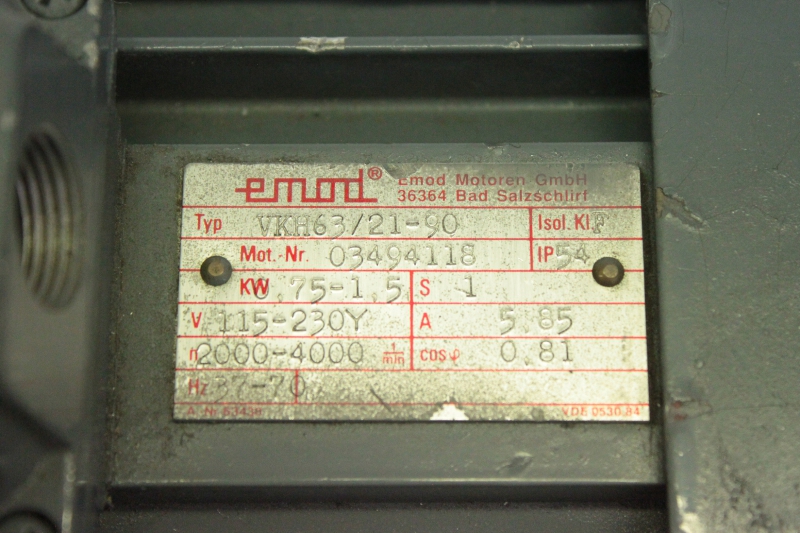 emod® Emod Motoren GmbH
36364 Bad Salzschlirf
Typ VKH63/21-90 Isol. Kl. F
Mot.-Nr. 03494118 IP 54
KW 0.75-1.5 S 1
V 115-230Y A 5.85
n 2000-4000 1/min cos φ 0.81
Hz 37-70
VDE 0530.84